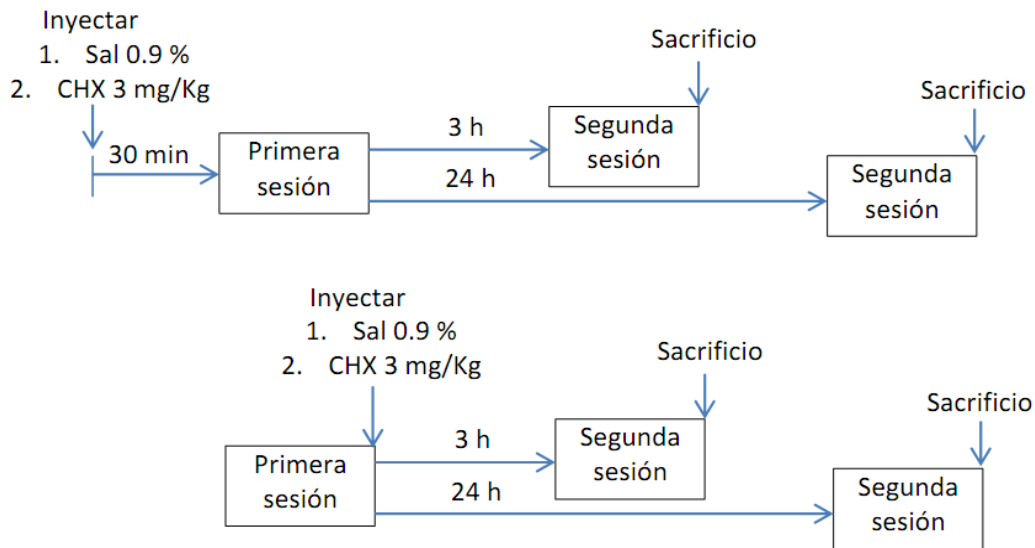 Inyectar
1. Sal 0.9 %
2. CHX 3 mg/Kg
30 min
Primera
sesión
3 h
24 h
Segunda
sesión
Sacrificio
Segunda
sesión
Sacrificio
Inyectar
1. Sal 0.9 %
2. CHX 3 mg/Kg
Primera
sesión
3 h
24 h
Segunda
sesión
Sacrificio
Segunda
sesión
Sacrificio